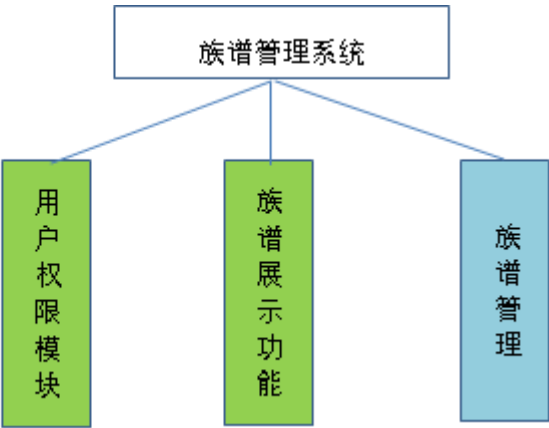 族谱管理系统
用户权限模块
族谱展示功能
族谱管理